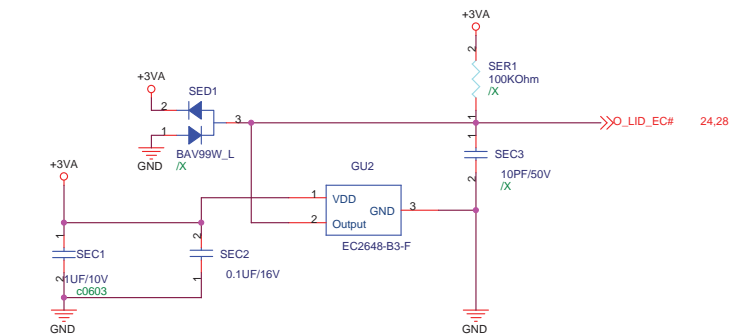 +3VA
2
SER1
100KOhm
/X
1
+3VA
SED1
2
1
3
BAV99W_L
/X
GND
O_LID_EC# 24,28
1
SEC3
10PF/50V
2
/X
+3VA
GU2
1 VDD
GND 3
2 Output
EC2648-B3-F
1
SEC1
2
1UF/10V
c0603
2
SEC2
0.1UF/16V
1
GND
GND